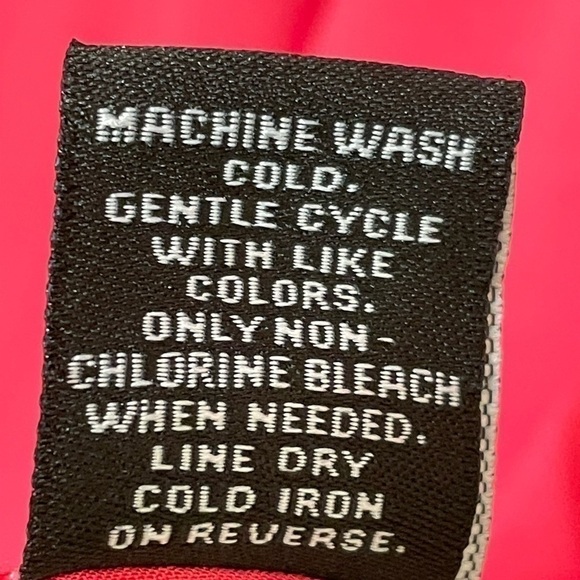 MACHINE WASH
COLD.
GENTLE CYCLE
WITH LIKE
COLORS.
ONLY NON-
CHLORINE BLEACH
WHEN NEEDED.
LINE DRY
COLD IRON
ON REVERSE.